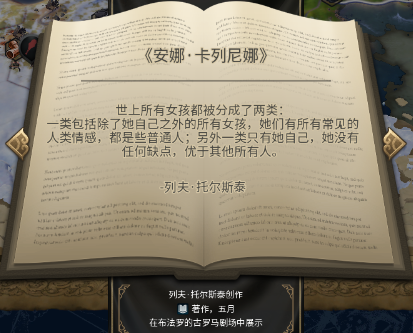 《安娜·卡列尼娜》
世上所有女孩都被分成了两类：
一类包括除了她自己之外的所有女孩，她们有所有常见的
人类情感，都是些普通人；另外一类只有她自己，她没有
任何缺点，优于其他所有人。
-列夫·托尔斯泰
列夫·托尔斯泰创作
著作，五月
在布法罗的古罗马剧场中展示